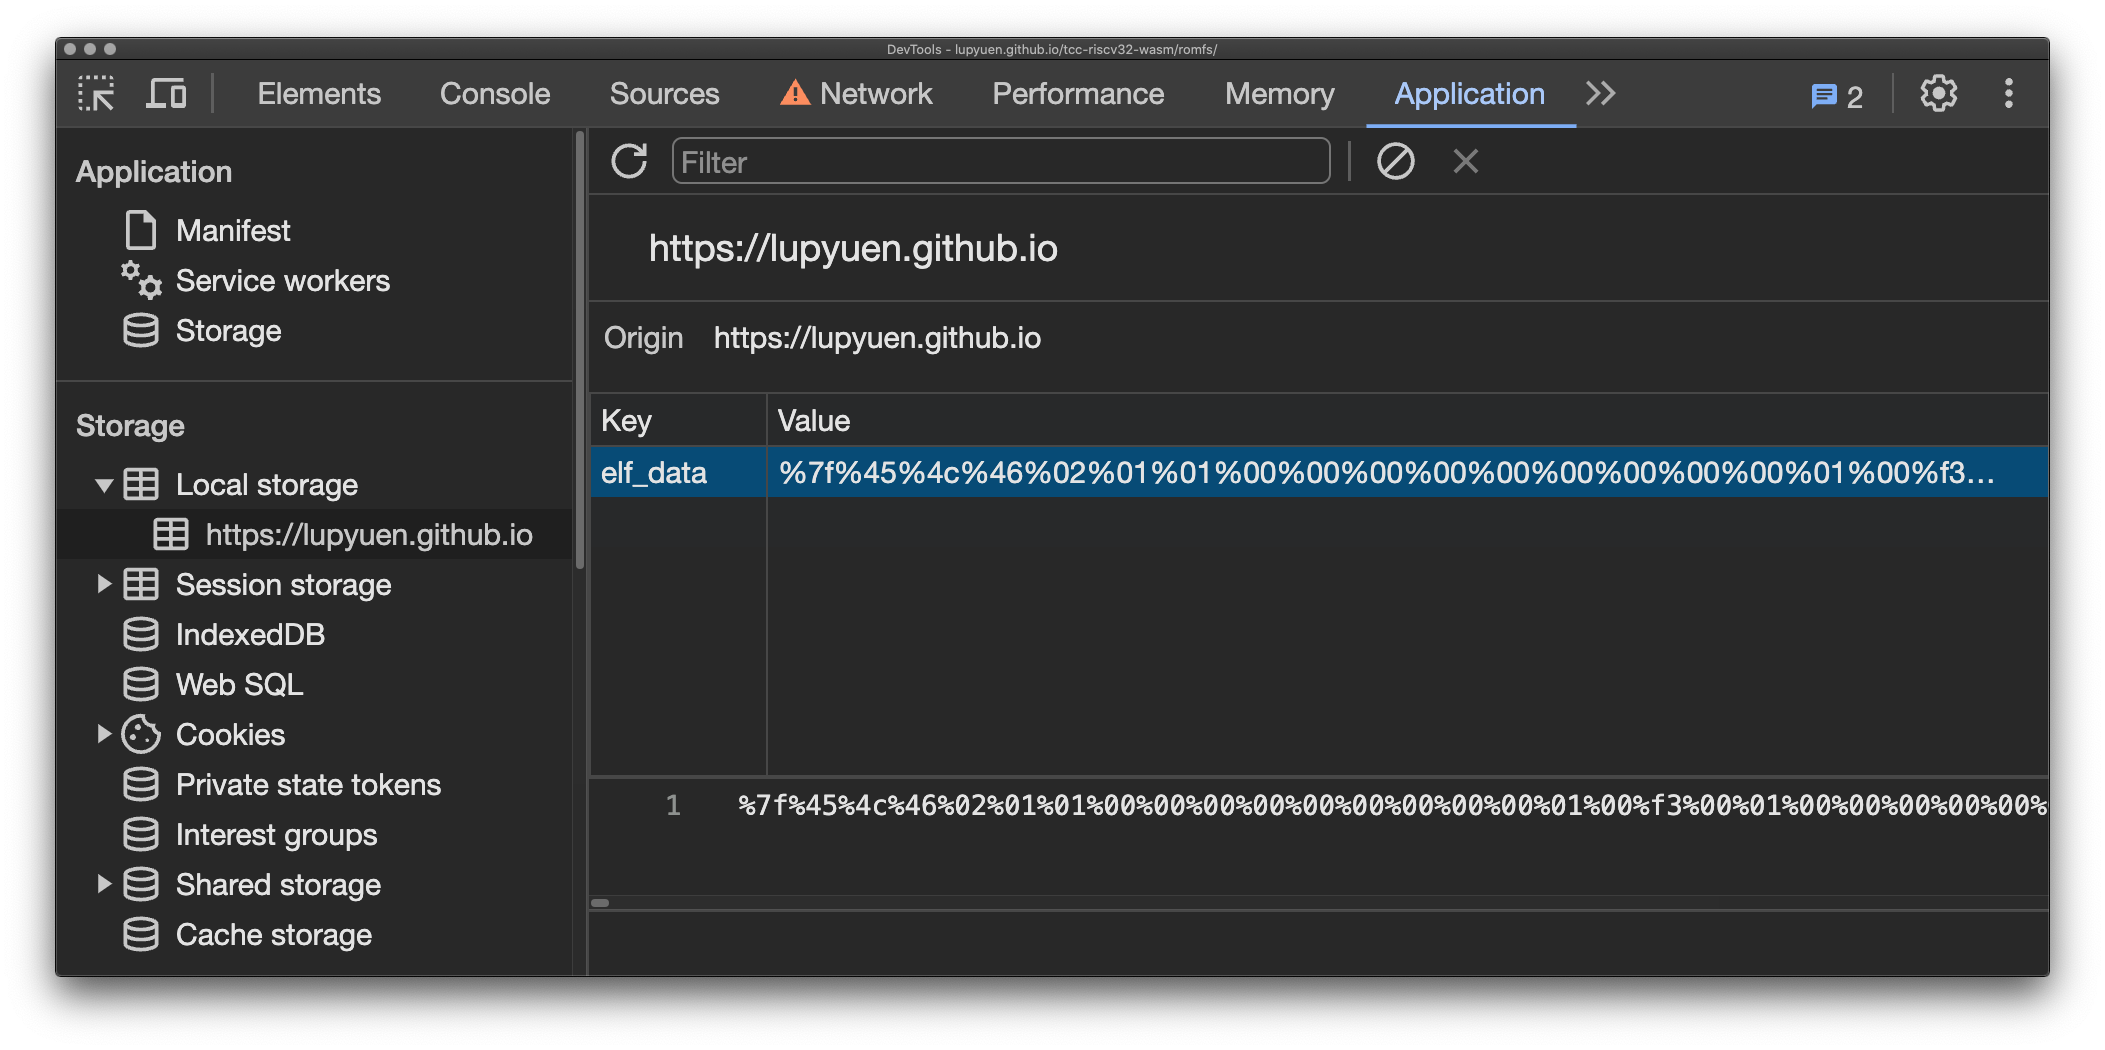 DevTools - lupyuen.github.io/tcc-riscv32-wasm/romfs/
Elements Console Sources Network Performance Memory Application 2
Application
Manifest
Service workers
Storage
Storage
Local storage
https://lupyuen.github.io
Session storage
IndexedDB
Web SQL
Cookies
Private state tokens
Interest groups
Shared storage
Cache storage
Filter
https://lupyuen.github.io
Origin https://lupyuen.github.io
Key Value
elf_data %7f%45%4c%46%02%01%01%00%00%00%00%00%00%00%00%00%01%00%f3...
1 %7f%45%4c%46%02%01%01%00%00%00%00%00%00%00%00%00%01%00%f3%00%01%00%00%00%00%00%